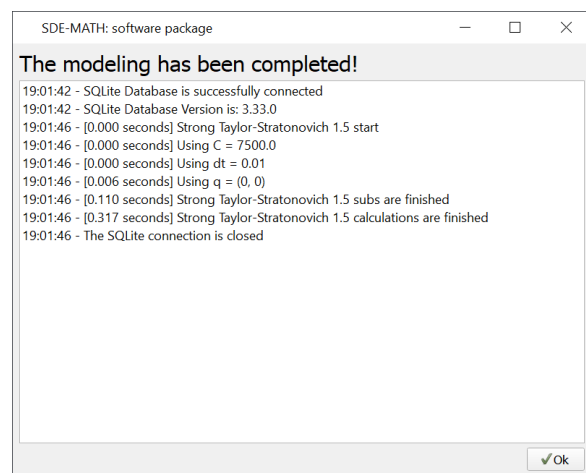 SDE-MATH: software package
The modeling has been completed!
19:01:42 - SQLite Database is successfully connected
19:01:42 - SQLite Database Version is: 3.33.0
19:01:46 - [0.000 seconds] Strong Taylor-Stratonovich 1.5 start
19:01:46 - [0.000 seconds] Using C = 7500.0
19:01:46 - [0.000 seconds] Using dt = 0.01
19:01:46 - [0.006 seconds] Using q = (0, 0)
19:01:46 - [0.110 seconds] Strong Taylor-Stratonovich 1.5 subs are finished
19:01:46 - [0.317 seconds] Strong Taylor-Stratonovich 1.5 calculations are finished
19:01:46 - The SQLite connection is closed
Ok